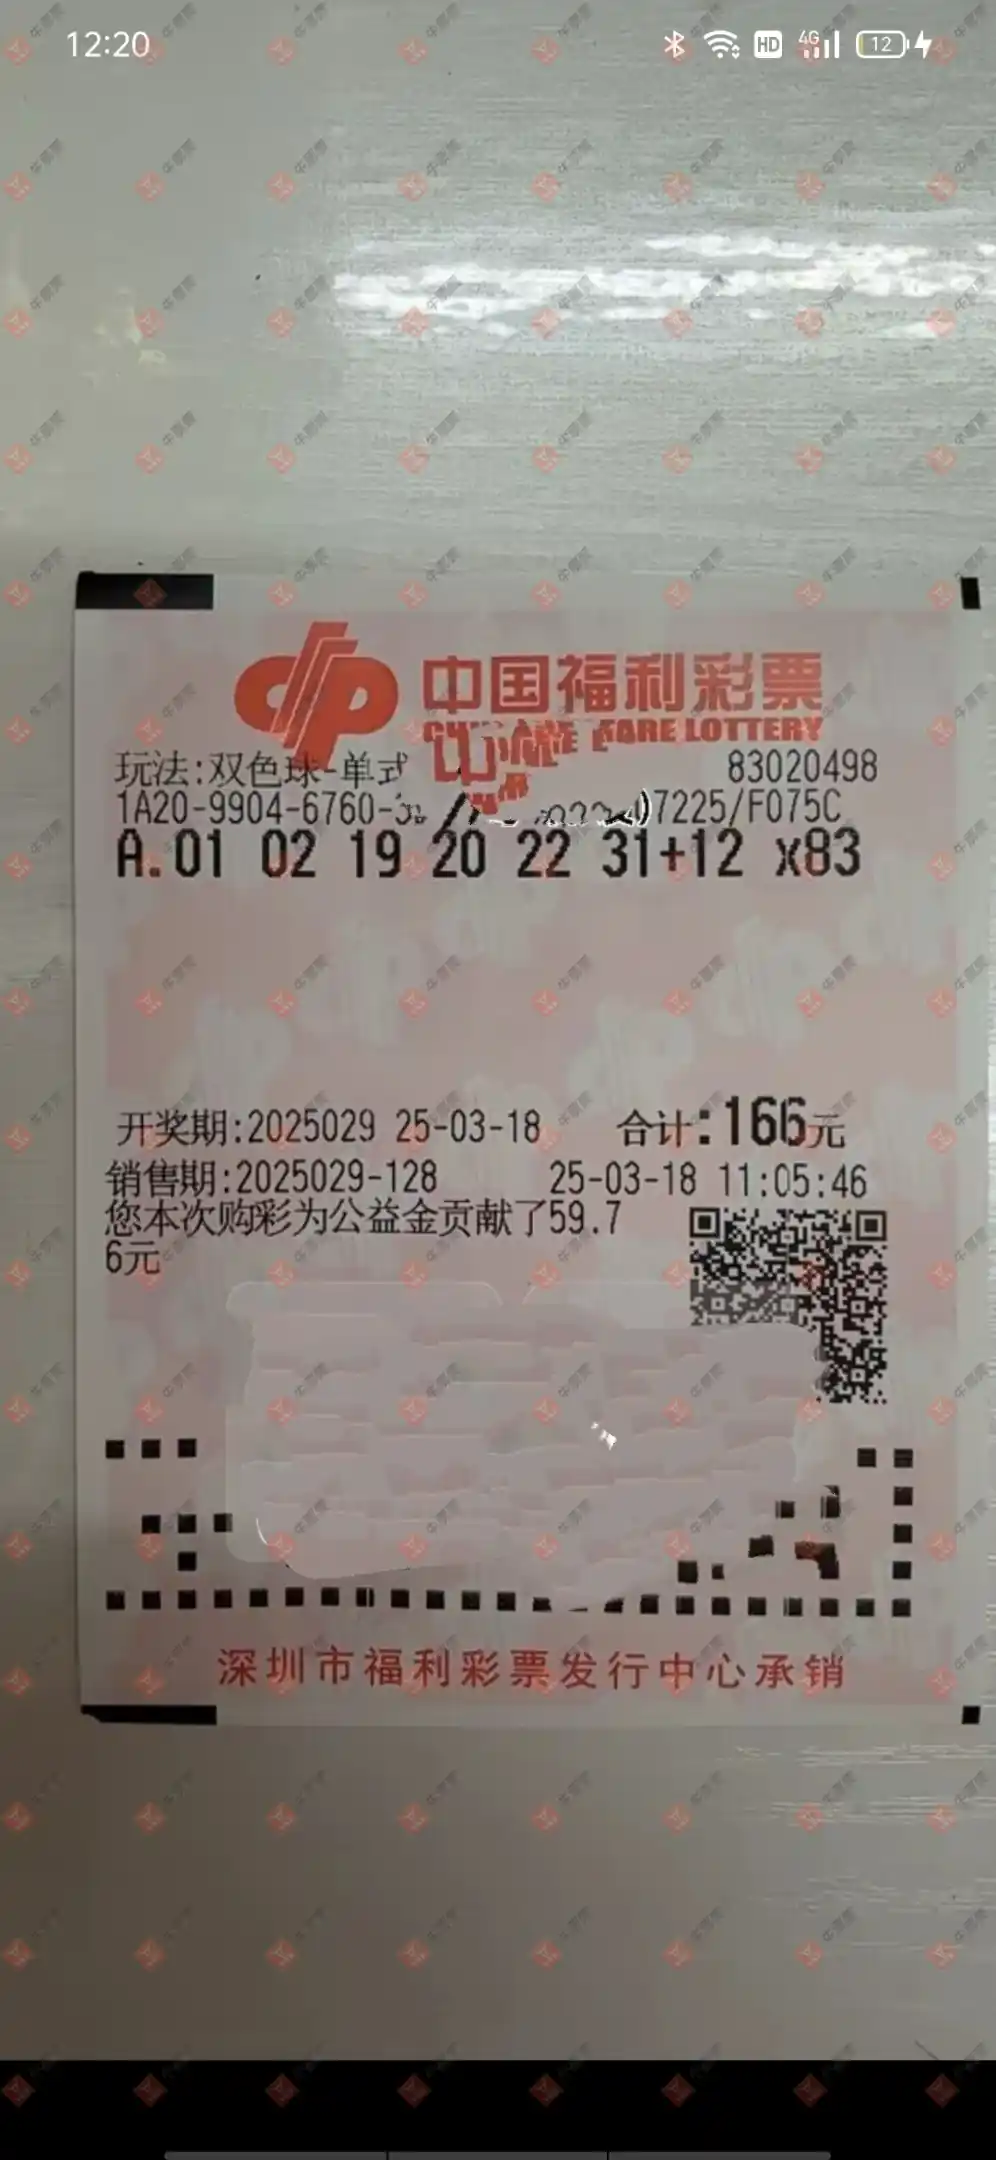 12:20
HD 4G 12
中国福利彩票
LOTTERY
玩法:双色球-单式 83020498
1A20-9904-6760- 07225/F075C
A.01 02 19 20 22 31+12 x83
开奖期:2025029 25-03-18 合计:166元
销售期:2025029-128 25-03-18 11:05:46
您本次购彩为公益金贡献了59.7
6元
深圳市福利彩票发行中心承销